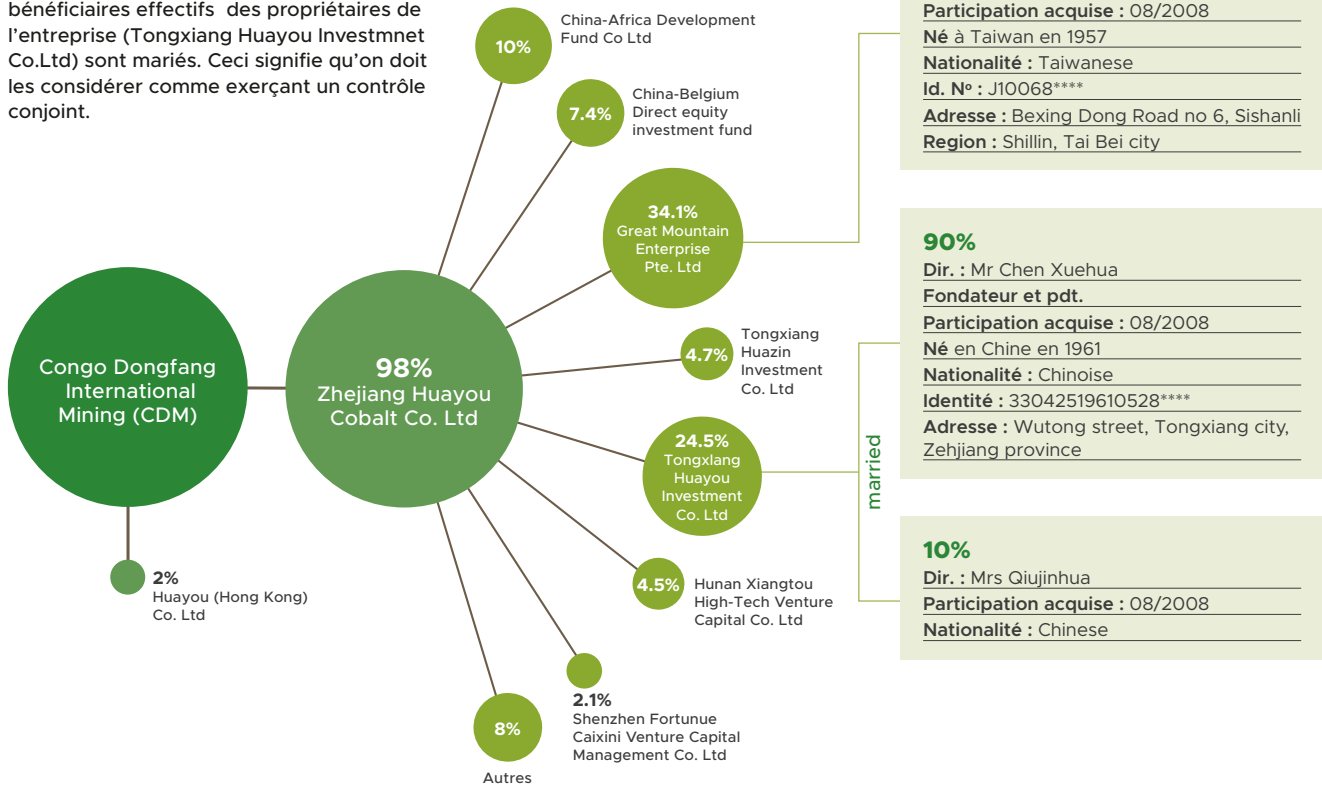 bénéficiaires effectifs des propriétaires de
l'entreprise (Tongxiang Huayou Investmnet
Co.Ltd) sont mariés. Ceci signifie qu'on doit
les considérer comme exerçant un contrôle
conjoint.
10%
China-Africa Development
Fund Co Ltd
7.4%
China-Belgium
Direct equity
investment fund
34.1%
Great Mountain
Enterprise
Pte. Ltd
Congo Dongfang
International
Mining (CDM)
98%
Zhejiang Huayou
Cobalt Co. Ltd
4.7%
Tongxiang
Huazin
Investment
Co. Ltd
24.5%
Tongxlang
Huayou
Investment
Co. Ltd
2%
Huayou (Hong Kong)
Co. Ltd
4.5%
Hunan Xiangtou
High-Tech Venture
Capital Co. Ltd
2.1%
Shenzhen Fortunue
Caixini Venture Capital
Management Co. Ltd
8%
Autres
Participation acquise : 08/2008
Né à Taiwan en 1957
Nationalité : Taiwanese
Id. Nº : J10068****
Adresse : Bexing Dong Road no 6, Sishanli
Region : Shillin, Tai Bei city
married
90%
Dir. : Mr Chen Xuehua
Fondateur et pdt.
Participation acquise : 08/2008
Né en Chine en 1961
Nationalité : Chinoise
Identité : 33042519610528****
Adresse : Wutong street, Tongxiang city,
Zehjiang province
10%
Dir. : Mrs Qiujinhua
Participation acquise : 08/2008
Nationalité : Chinese